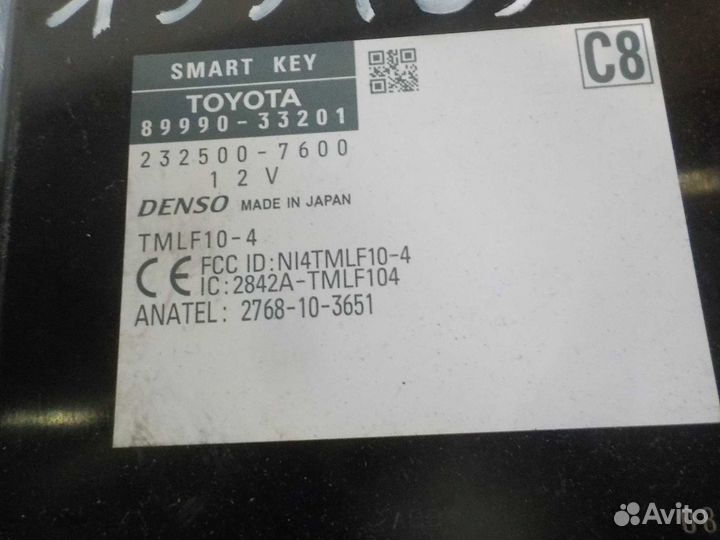 C8
SMART KEY
TOYOTA
89990-33201
232500-7600
12V
DENSO MADE IN JAPAN
TMLF10-4
CE FCC ID:NI4TMLF10-4
IC:2842A-TMLF104
ANATEL: 2768-10-3651
Avito